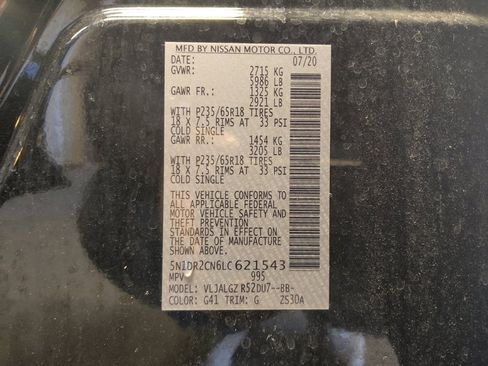 MFD BY NISSAN MOTOR CO., LTD.
DATE: 07/20
GVWR: 2715 KG
5986 LB
GAWR FR.: 1325 KG
2921 LB
WITH P235/65R18 TIRES
18 X 7.5 RIMS AT 33 PSI
COLD SINGLE
GAWR RR.: 1454 KG
3205 LB
WITH P235/65R18 TIRES
18 X 7.5 RIMS AT 33 PSI
COLD SINGLE
THIS VEHICLE CONFORMS TO
ALL APPLICABLE FEDERAL
MOTOR VEHICLE SAFETY AND
THEFT PREVENTION
STANDARDS IN EFFECT ON
THE DATE OF MANUFACTURE
SHOWN ABOVE.
5N1DR2CN6LC621543
MPV 995
MODEL: VLJALGZ R52DU7--BB-
COLOR: G41 TRIM: G ZS3DA